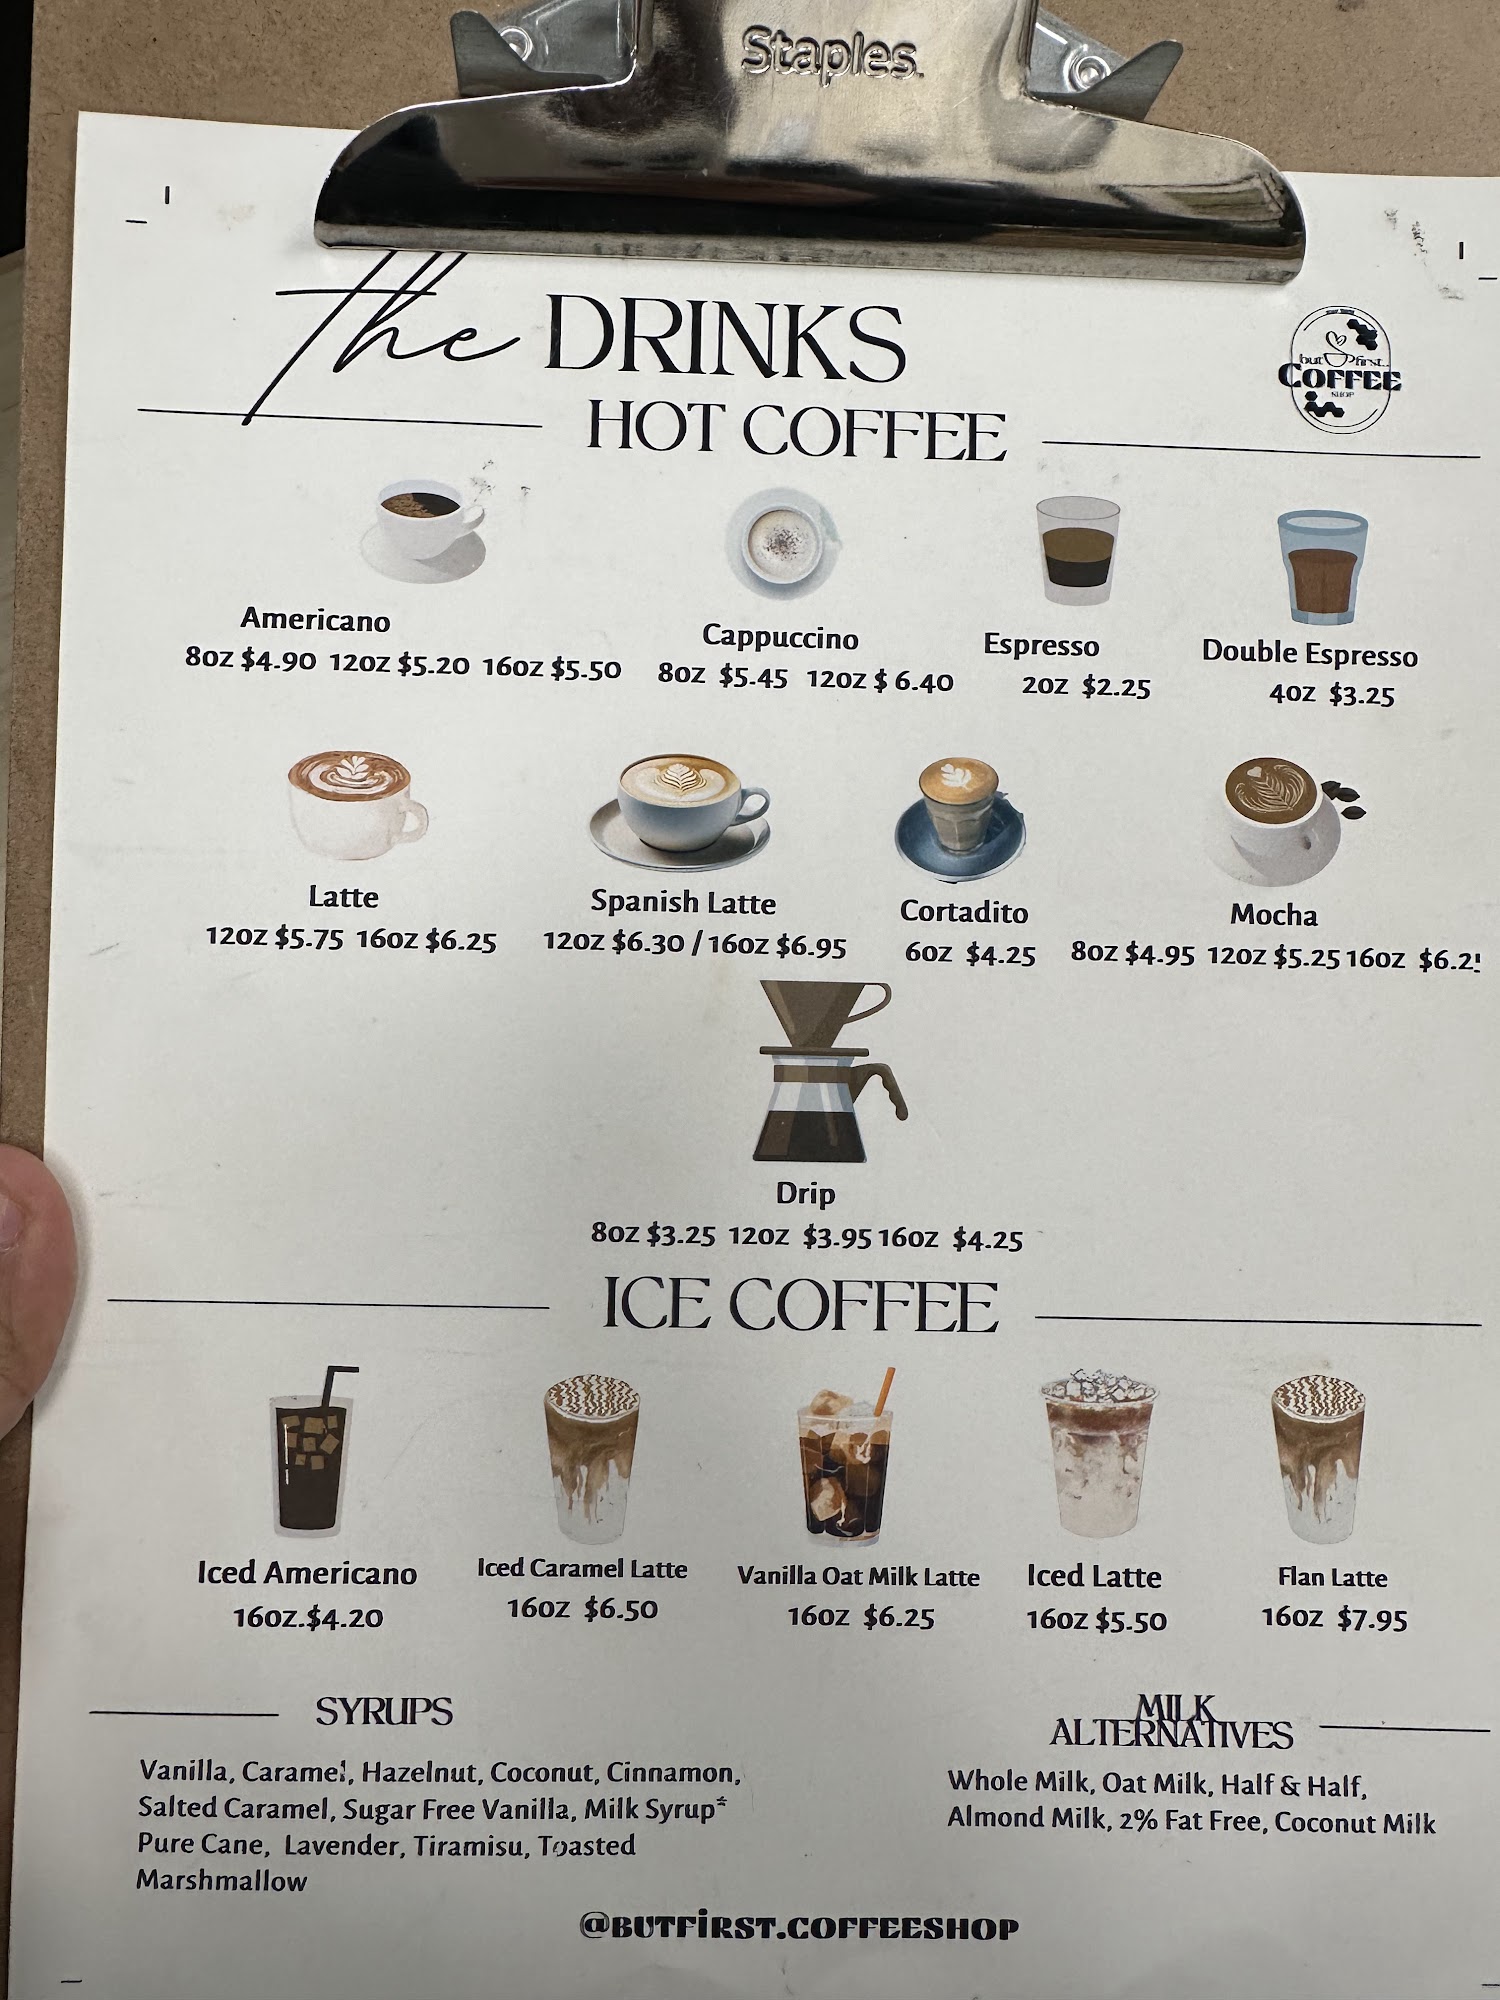 Staples.
the DRINKS
but first
COFFEE
SHOP
HOT COFFEE
Americano
8oz $4.90 12oz $5.20 16oz $5.50
Cappuccino
8oz $5.45 12oz $ 6.40
Espresso
2oz $2.25
Double Espresso
4oz $3.25
Latte
12oz $5.75 16oz $6.25
Spanish Latte
12oz $6.30 / 16oz $6.95
Cortadito
6oz $4.25
Mocha
8oz $4.95 12oz $5.25 16oz
Drip
8oz $3.25 12oz $3.95 16oz $4.25
ICE COFFEE
Iced Americano
16oz.$4.20
Iced Caramel Latte
16oz $6.50
Vanilla Oat Milk Latte
16oz $6.25
Iced Latte
16oz $5.50
Flan Latte
16oz $7.95
SYRUPS
Vanilla, Caramel, Hazelnut, Coconut, Cinnamon,
Salted Caramel, Sugar Free Vanilla, Milk Syrup*
Pure Cane, Lavender, Tiramisu, Toasted
Marshmallow
MILK
ALTERNATIVES
Whole Milk, Oat Milk, Half & Half,
Almond Milk, 2% Fat Free, Coconut Milk
@BUTFİRST.COFFEESHOP